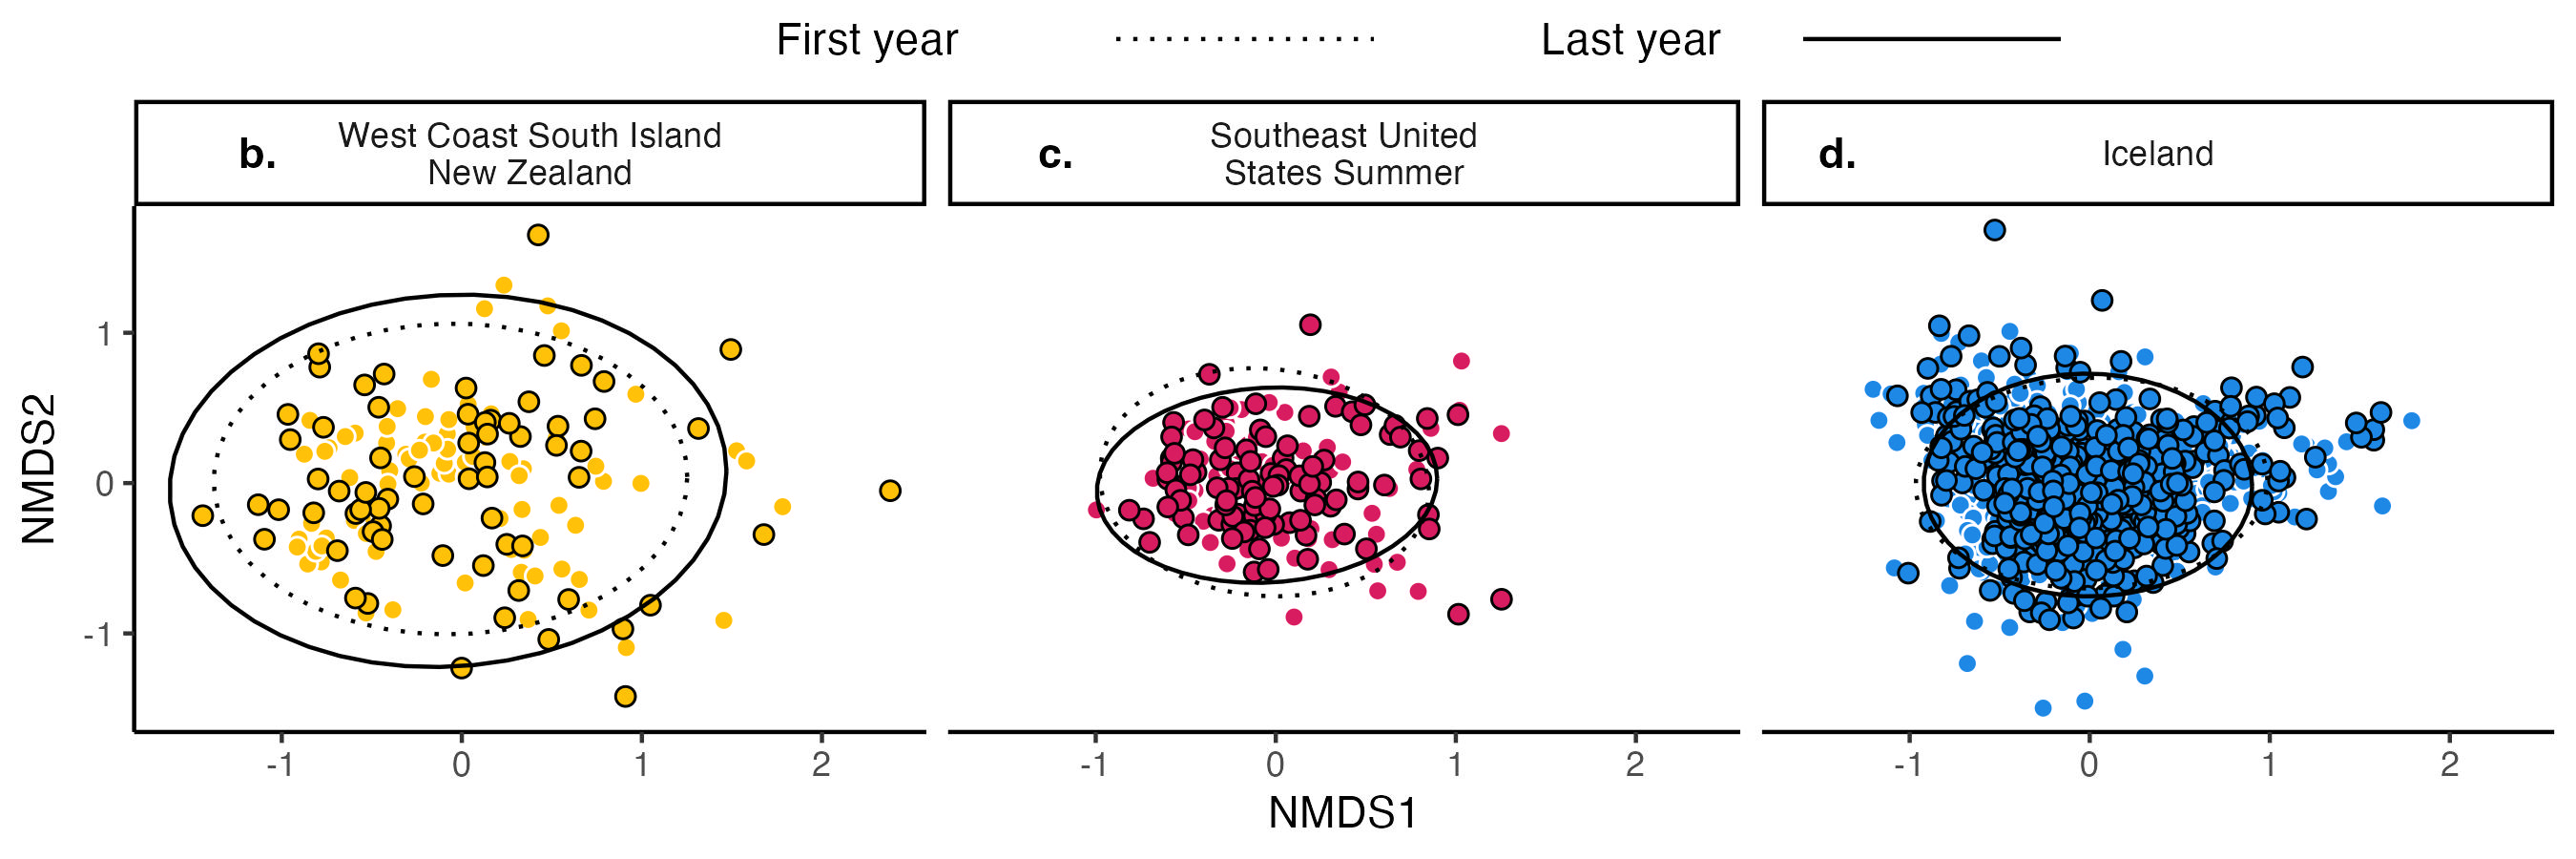 First year
Last year
b.
West Coast South Island
New Zealand
c.
Southeast United
States Summer
d.
Iceland
NMDS2
1
0
-1
-1 0 1 2
-1 0 1 2
-1 0 1 2
NMDS1